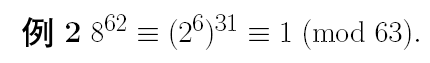 例 2 8^{62} ≡ (2^6)^{31} ≡ 1 (mod 63).